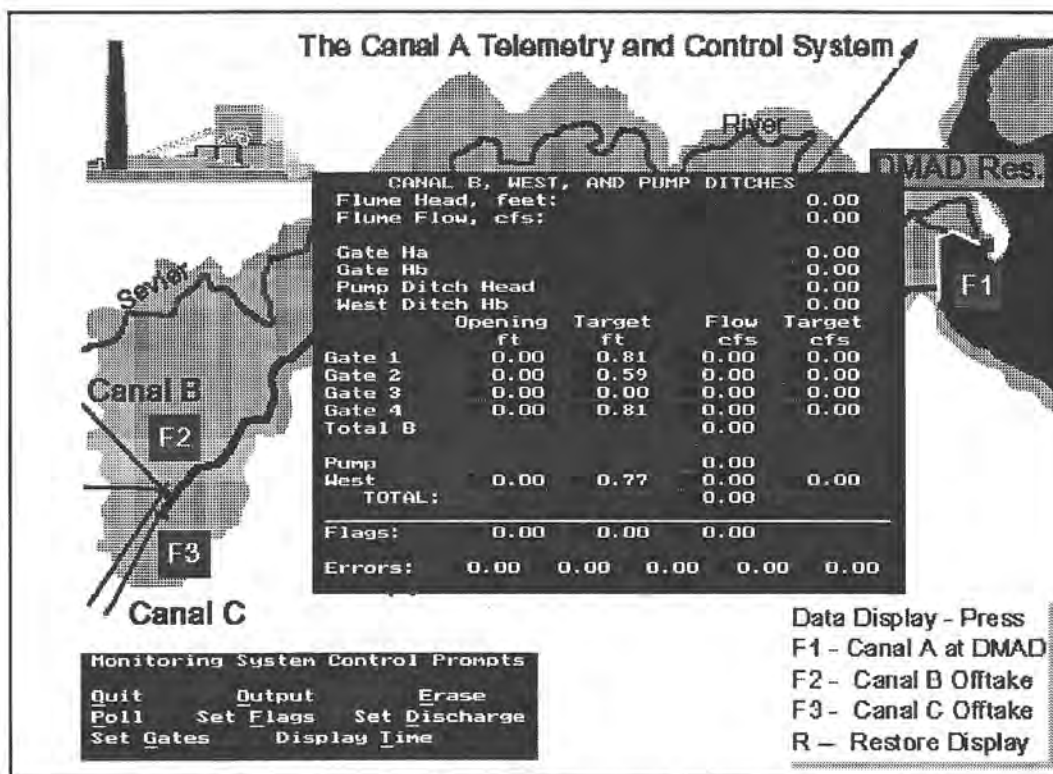 The Canal A Telemetry and Control System
River
DMAD Res.
Sevier
Canal B
F2
F3
Canal C
F1
CANAL B, WEST, AND PUMP DITCHES
Flume Head, feet: 0.00
Flume Flow, cfs: 0.00
Gate Ha 0.00
Gate Hb 0.00
Pump Ditch Head 0.00
West Ditch Hb 0.00
Opening Target Flow Target
ft ft cfs cfs
Gate 1 0.00 0.81 0.00 0.00
Gate 2 0.00 0.59 0.00 0.00
Gate 3 0.00 0.00 0.00 0.00
Gate 4 0.00 0.81 0.00 0.00
Total B 0.00
Pump 0.00
West 0.00 0.77 0.00 0.00
TOTAL: 0.00
Flags: 0.00 0.00 0.00
Errors: 0.00 0.00 0.00 0.00 0.00
Monitoring System Control Prompts
Quit Output Erase
Poll Set Flags Set Discharge
Set Gates Display Time
Data Display - Press
F1 - Canal A at DMAD
F2 - Canal B Offtake
F3 - Canal C Offtake
R – Restore Display